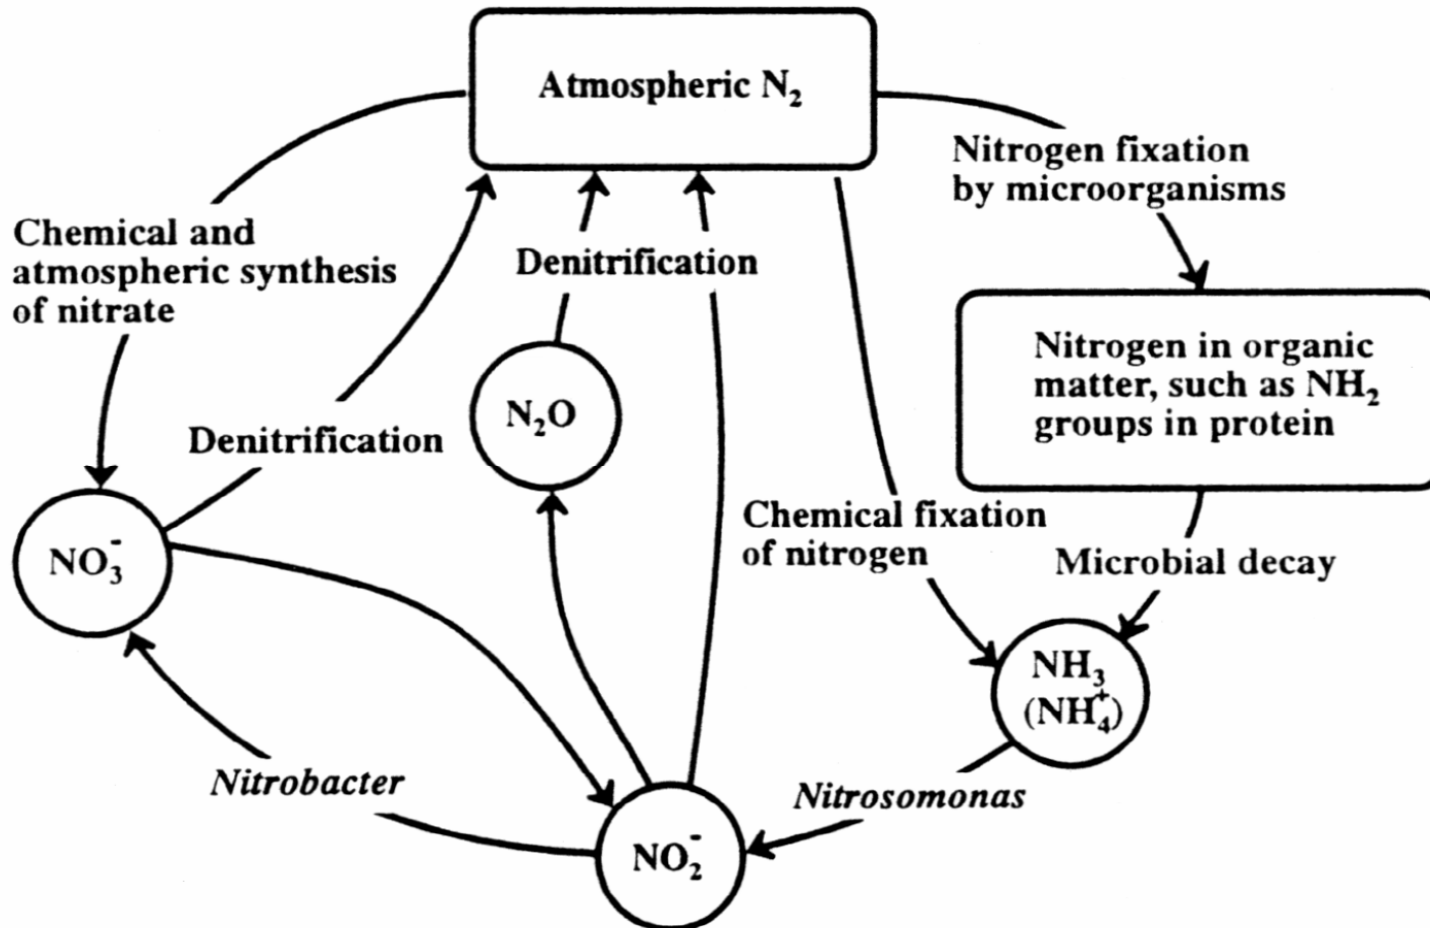 Atmospheric N₂
Nitrogen fixation
by microorganisms
Chemical and
atmospheric synthesis
of nitrate
Denitrification
Nitrogen in organic
matter, such as NH₂
groups in protein
N₂O
Denitrification
Chemical fixation
of nitrogen
NO₃⁻
Microbial decay
NH₃
(NH₄⁺)
Nitrobacter
Nitrosomonas
NO₂⁻